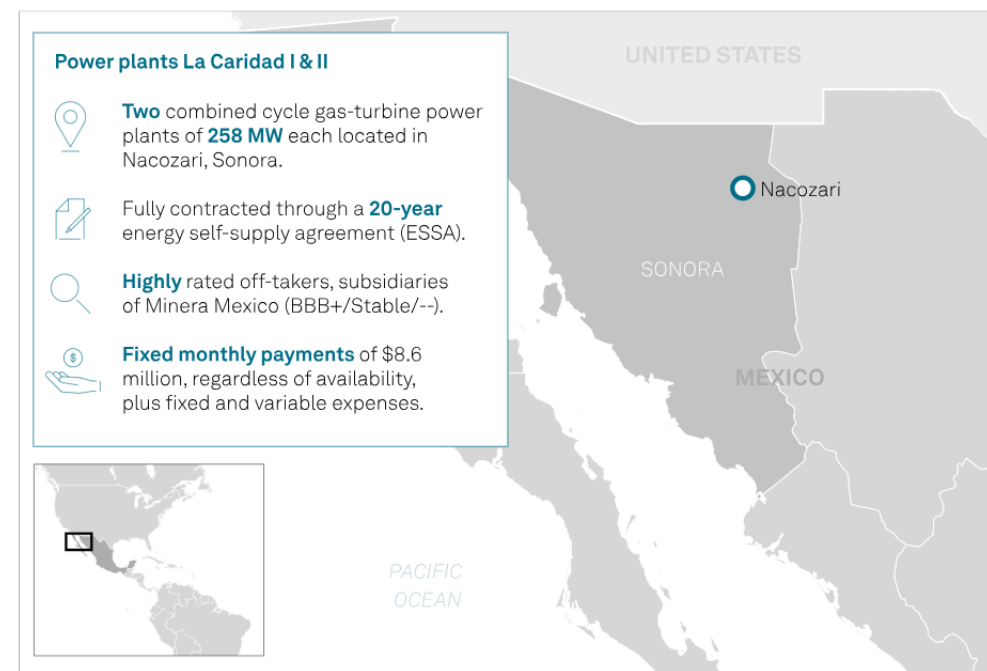 Power plants La Caridad I & II
Two combined cycle gas-turbine power
plants of 258 MW each located in
Nacozari, Sonora.
Fully contracted through a 20-year
energy self-supply agreement (ESSA).
Highly rated off-takers, subsidiaries
of Minera Mexico (BBB+/Stable/--).
$
Fixed monthly payments of $8.6
million, regardless of availability,
plus fixed and variable expenses.
UNITED STATES
Nacozari
SONORA
MEXICO
PACIFIC
OCEAN